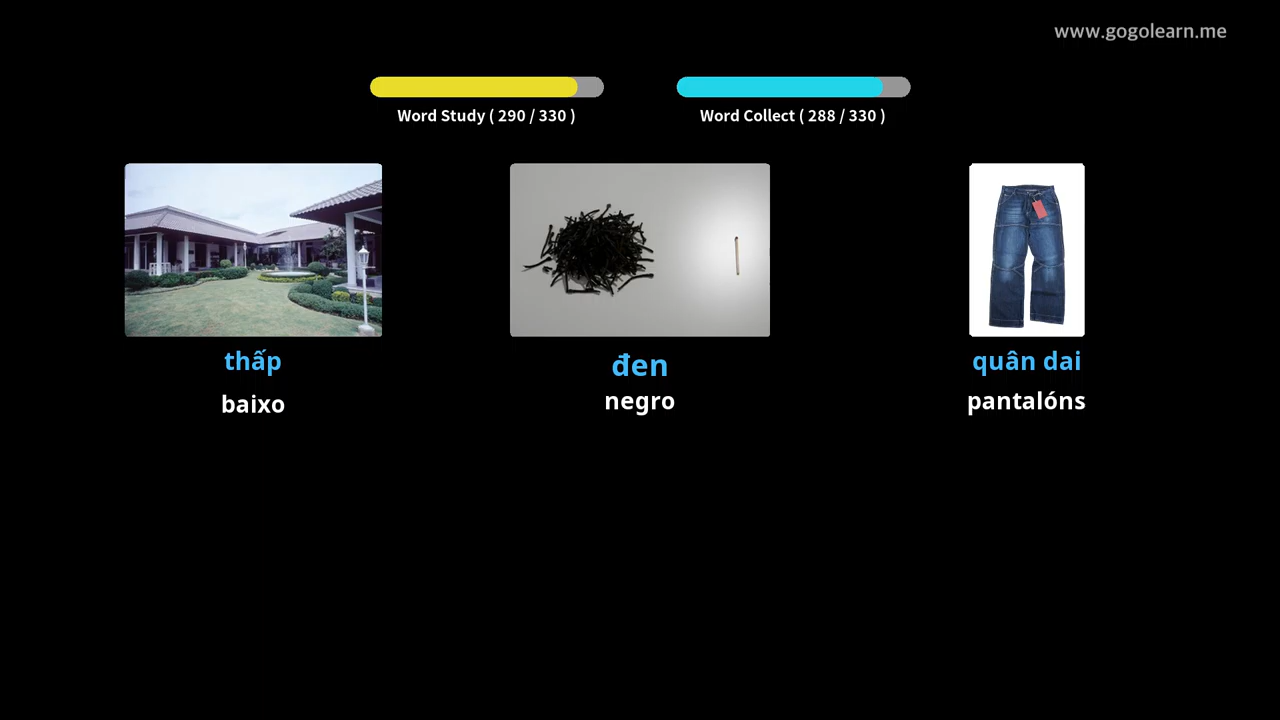 www.gogolearn.me
Word Study ( 290 / 330 )
Word Collect ( 288 / 330 )
thấp
đen
quân dai
baixo
negro
pantalóns